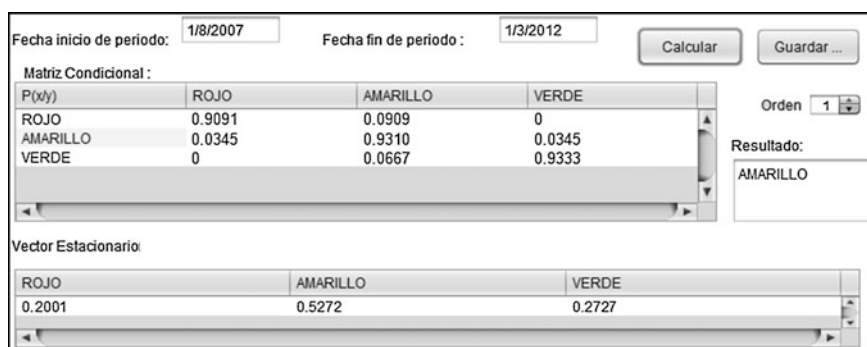 Fecha inicio de periodo: 1/8/2007 Fecha fin de periodo : 1/3/2012 Calcular Guardar ...
Matriz Condicional :
P(x/y) ROJO AMARILLO VERDE
ROJO 0.9091 0.0909 0
AMARILLO 0.0345 0.9310 0.0345
VERDE 0 0.0667 0.9333
Orden 1
Resultado:
AMARILLO
Vector Estacionario
ROJO AMARILLO VERDE
0.2001 0.5272 0.2727